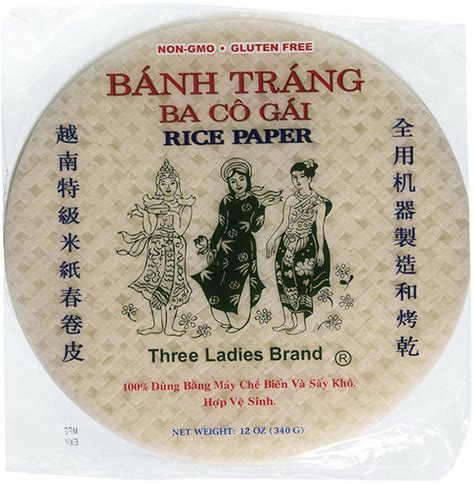 NON-GMO • GLUTEN FREE
BÁNH TRÁNG
BA CÔ GÁI
RICE PAPER
越南特級米紙春卷皮
全用机器製造和烤乾
Three Ladies Brand ®
100% Dùng Bằng Máy Chế Biến Và Sấy Khô.
Hợp Vệ Sinh.
NET WEIGHT: 12 OZ (340 G)
MFG
EXP